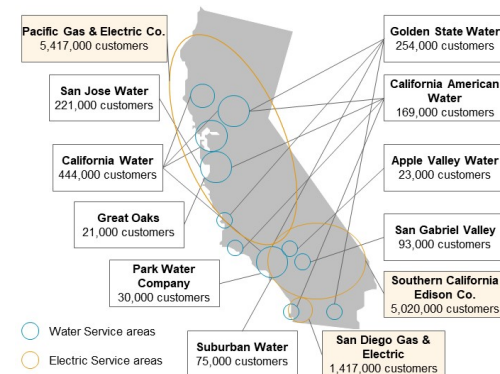 Pacific Gas & Electric Co.
5,417,000 customers
San Jose Water
221,000 customers
California Water
444,000 customers
Great Oaks
21,000 customers
Park Water
Company
30,000 customers
Water Service areas
Electric Service areas
Suburban Water
75,000 customers
Golden State Water
254,000 customers
California American
Water
169,000 customers
Apple Valley Water
23,000 customers
San Gabriel Valley
93,000 customers
Southern California
Edison Co.
5,020,000 customers
San Diego Gas &
Electric
1,417,000 customers